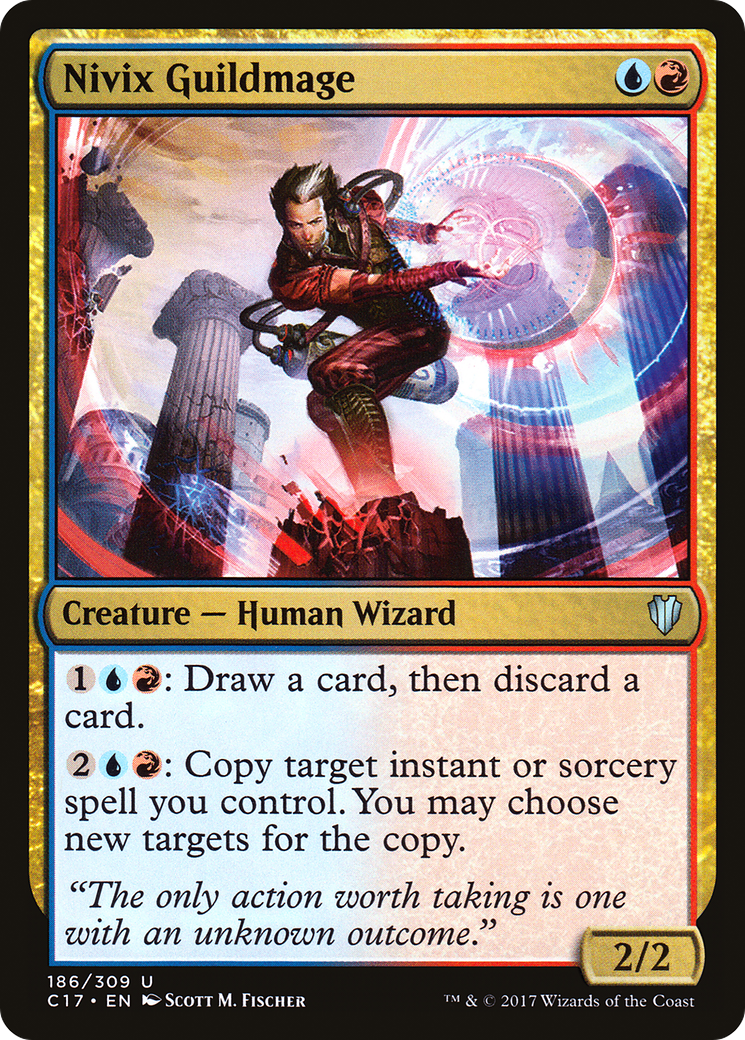 Nivix Guildmage
Creature — Human Wizard
1: Draw a card, then discard a
card.
2: Copy target instant or sorcery
spell you control. You may choose
new targets for the copy.
“The only action worth taking is one
with an unknown outcome.”
2/2
186/309 U
C17 • EN Scott M. Fischer
™ & © 2017 Wizards of the Coast